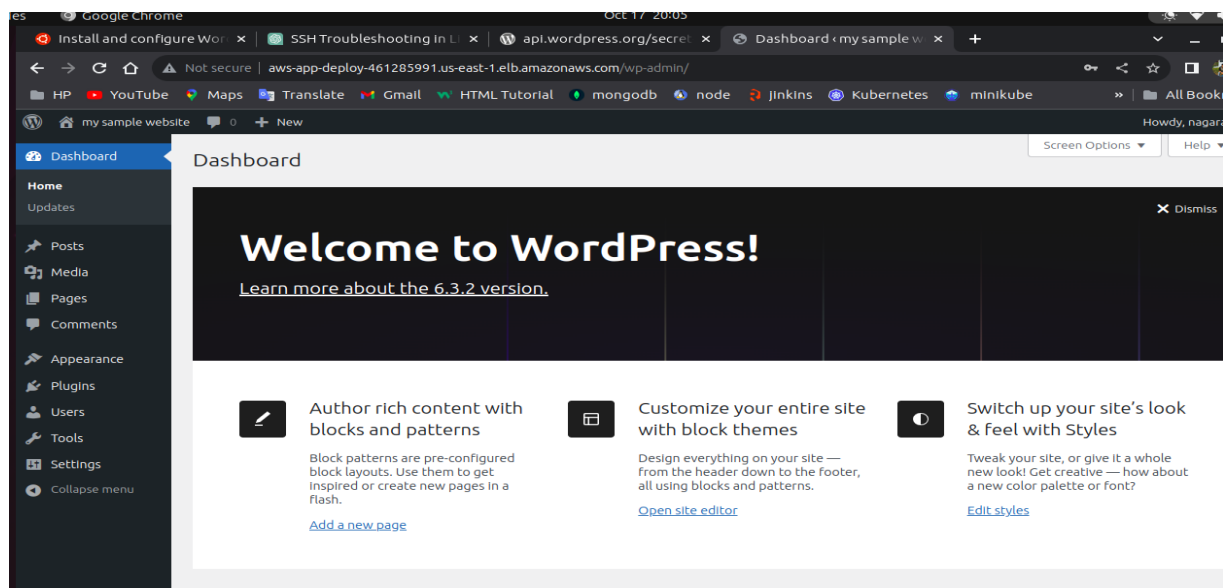 Google Chrome Oct 17 20:05
Install and configure Wor SSH Troubleshooting in Li api.wordpress.org/secret Dashboard ‹ my sample w
Not secure | aws-app-deploy-461285991.us-east-1.elb.amazonaws.com/wp-admin/
HP YouTube Maps Translate Gmail HTML Tutorial mongodb node Jinkins Kubernetes minikube » All Bookr
my sample website 0 + New Howdy, nagara
Screen Options Help
Dashboard
Dashboard
Home
Updates
Posts
Media
Pages
Comments
Appearance
Plugins
Users
Tools
Settings
Collapse menu
Dismiss
Welcome to WordPress!
Learn more about the 6.3.2 version.
Author rich content with
blocks and patterns
Block patterns are pre-configured
block layouts. Use them to get
inspired or create new pages in a
flash.
Add a new page
Customize your entire site
with block themes
Design everything on your site —
from the header down to the footer,
all using blocks and patterns.
Open site editor
Switch up your site's look
& feel with Styles
Tweak your site, or give it a whole
new look! Get creative — how about
a new color palette or font?
Edit styles